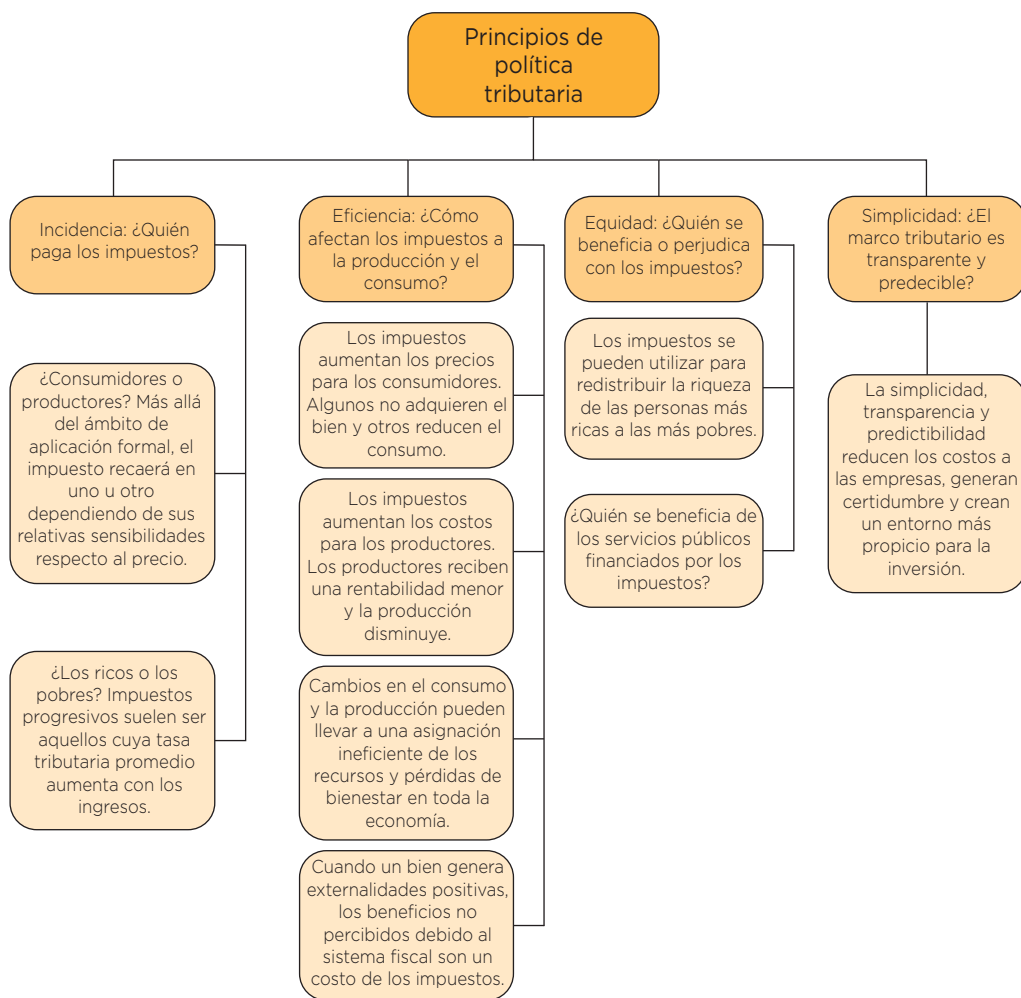 Principios de
política
tributaria
Incidencia: ¿Quién
paga los impuestos?
¿Consumidores o
productores? Más allá
del ámbito de
aplicación formal, el
impuesto recaerá en
uno u otro
dependiendo de sus
relativas sensibilidades
respecto al precio.
¿Los ricos o los
pobres? Impuestos
progresivos suelen ser
aquellos cuya tasa
tributaria promedio
aumenta con los
ingresos.
Eficiencia: ¿Cómo
afectan los impuestos a
la producción y el
consumo?
Los impuestos
aumentan los precios
para los consumidores.
Algunos no adquieren el
bien y otros reducen el
consumo.
Los impuestos
aumentan los costos
para los productores.
Los productores reciben
una rentabilidad menor
y la producción
disminuye.
Cambios en el consumo
y la producción pueden
llevar a una asignación
ineficiente de los
recursos y pérdidas de
bienestar en toda la
economía.
Cuando un bien genera
externalidades positivas,
los beneficios no
percibidos debido al
sistema fiscal son un
costo de los impuestos.
Equidad: ¿Quién se
beneficia o perjudica
con los impuestos?
Los impuestos se
pueden utilizar para
redistribuir la riqueza
de las personas más
ricas a las más pobres.
¿Quién se beneficia de
los servicios públicos
financiados por los
impuestos?
Simplicidad: ¿El
marco tributario es
transparente y
predecible?
La simplicidad,
transparencia y
predictibilidad
reducen los costos a
las empresas, generan
certidumbre y crean
un entorno más
propicio para la
inversión.